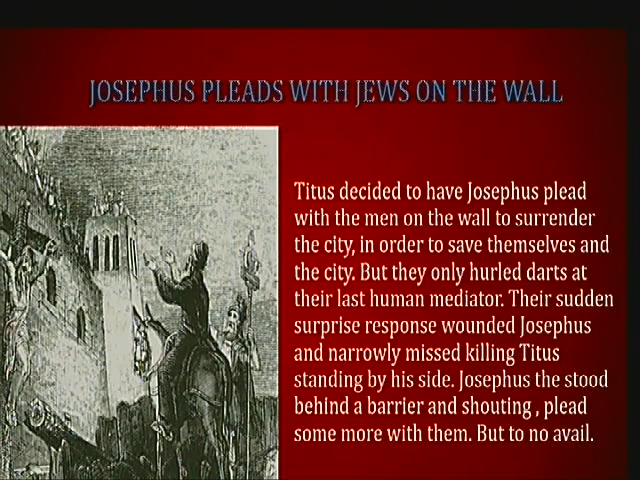 JOSEPHUS PLEADS WITH JEWS ON THE WALL
Titus decided to have Josephus plead
with the men on the wall to surrender
the city, in order to save themselves and
the city. But they only hurled darts at
their last human mediator. Their sudden
surprise response wounded Josephus
and narrowly missed killing Titus
standing by his side. Josephus the stood
behind a barrier and shouting , plead
some more with them. But to no avail.